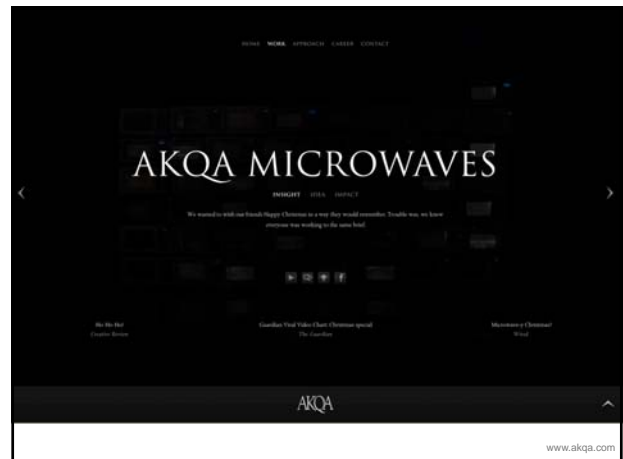 HOME WORK APPROACH CAREER CONTACT
AKQA MICROWAVES
INSIGHT IDEA IMPACT
We wanted to wish our friends Happy Christmas in a way they would remember. Trouble was, we knew
everyone was working to the same brief.
Ho Ho Ho! Guardian Viral Video Chart: Christmas special Microwave-y Christmas!
Creative Review The Guardian Wired
AKQA
www.akqa.com